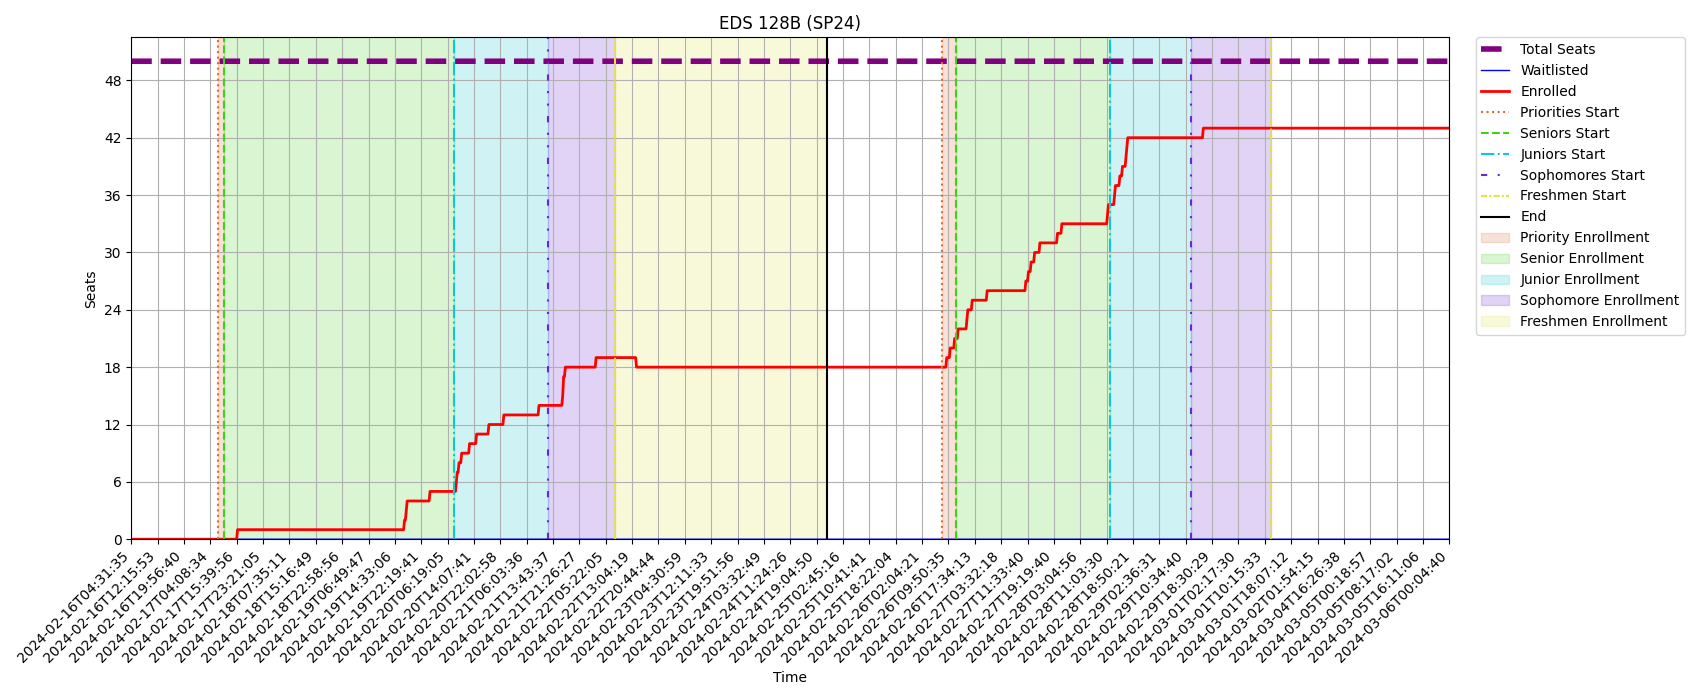 EDS 128B (SP24)
Seats
48
42
36
30
24
18
12
6
0
2024-02-16T04:31:35
2024-02-16T12:15:53
2024-02-16T19:56:40
2024-02-17T04:08:34
2024-02-17T15:39:56
2024-02-17T23:21:05
2024-02-18T07:35:11
2024-02-18T15:16:49
2024-02-18T22:58:56
2024-02-19T06:49:47
2024-02-19T14:33:06
2024-02-19T22:19:41
2024-02-20T06:19:05
2024-02-20T14:07:41
2024-02-20T22:02:58
2024-02-21T06:03:36
2024-02-21T13:43:37
2024-02-21T21:26:27
2024-02-22T05:22:05
2024-02-22T13:04:19
2024-02-22T20:44:44
2024-02-23T04:30:59
2024-02-23T12:11:33
2024-02-23T19:51:56
2024-02-24T03:32:49
2024-02-24T11:24:26
2024-02-24T19:04:50
2024-02-25T02:45:16
2024-02-25T10:41:41
2024-02-25T18:22:04
2024-02-26T02:04:21
2024-02-26T09:50:35
2024-02-26T17:34:13
2024-02-27T03:32:18
2024-02-27T11:33:40
2024-02-27T19:19:40
2024-02-28T03:04:56
2024-02-28T11:03:30
2024-02-28T18:50:21
2024-02-29T02:36:31
2024-02-29T10:34:40
2024-02-29T18:30:29
2024-03-01T02:17:30
2024-03-01T10:15:33
2024-03-01T18:07:12
2024-03-02T01:54:15
2024-03-04T16:26:38
2024-03-05T00:18:57
2024-03-05T08:17:02
2024-03-05T16:11:06
2024-03-06T00:04:40
Time
Total Seats
Waitlisted
Enrolled
Priorities Start
Seniors Start
Juniors Start
Sophomores Start
Freshmen Start
End
Priority Enrollment
Senior Enrollment
Junior Enrollment
Sophomore Enrollment
Freshmen Enrollment